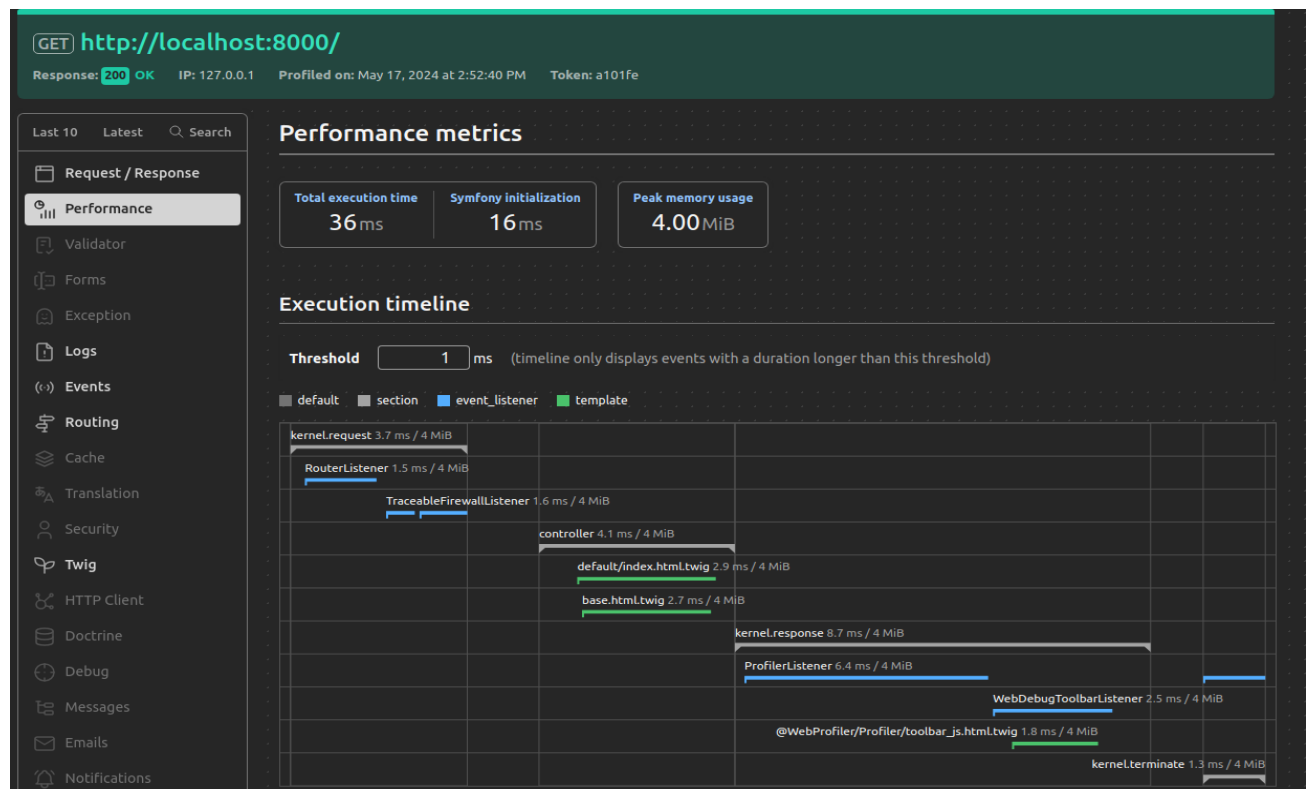 GET http://localhost:8000/
Response: 200 OK IP: 127.0.0.1 Profiled on: May 17, 2024 at 2:52:40 PM Token: a101fe
Last 10 Latest Search
Request / Response
Performance
Validator
Forms
Exception
Logs
Events
Routing
Cache
Translation
Security
Twig
HTTP Client
Doctrine
Debug
Messages
Emails
Notifications
Performance metrics
Total execution time Symfony initialization Peak memory usage
36 ms 16 ms 4.00 MiB
Execution timeline
Threshold 1 ms (timeline only displays events with a duration longer than this threshold)
default section event_listener template
kernel.request 3.7 ms / 4 MiB
RouterListener 1.5 ms / 4 MiB
TraceableFirewallListener 1.6 ms / 4 MiB
controller 4.1 ms / 4 MiB
default/index.html.twig 2.9 ms / 4 MiB
base.html.twig 2.7 ms / 4 MiB
kernel.response 8.7 ms / 4 MiB
ProfilerListener 6.4 ms / 4 MiB
WebDebugToolbarListener 2.5 ms / 4 MiB
@WebProfiler/Profiler/toolbar_js.html.twig 1.8 ms / 4 MiB
kernel.terminate 1.3 ms / 4 MiB